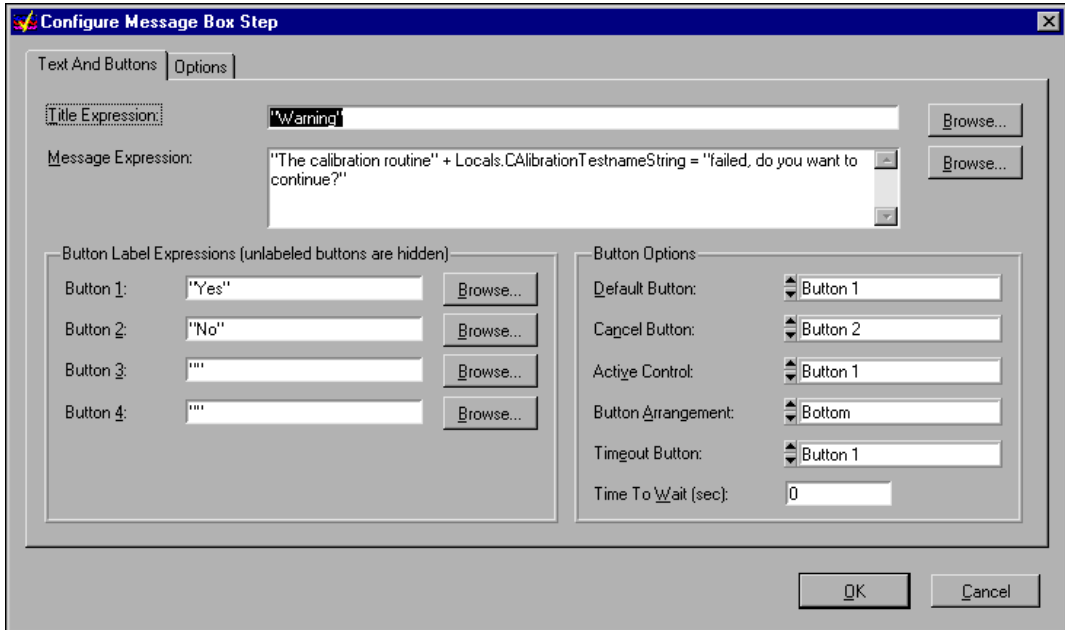 Configure Message Box Step
Text And Buttons Options
Title Expression: "Warning" Browse...
Message Expression: "The calibration routine" + Locals.CAlibrationTestnameString = "failed, do you want to Browse...
continue?"
Button Label Expressions (unlabeled buttons are hidden)
Button 1: "Yes" Browse...
Button 2: "No" Browse...
Button 3: "" Browse...
Button 4: "" Browse...
Button Options
Default Button: Button 1
Cancel Button: Button 2
Active Control: Button 1
Button Arrangement: Bottom
Timeout Button: Button 1
Time To Wait (sec): 0
OK Cancel